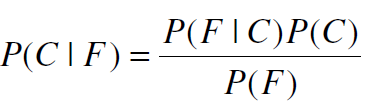 P(C | F) = P(F | C)P(C) / P(F)